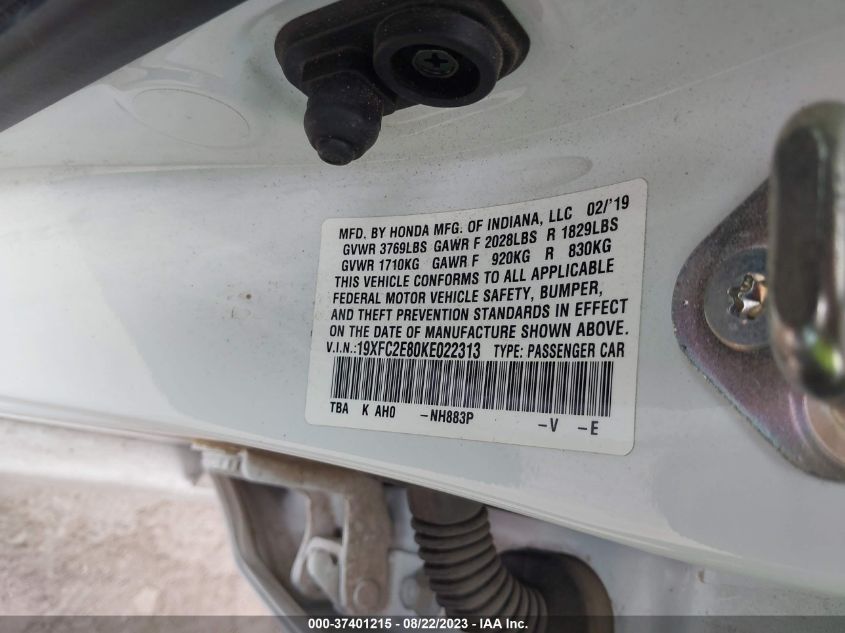 MFD. BY HONDA MFG. OF INDIANA, LLC 02/'19
GVWR 3769LBS GAWR F 2028LBS R 1829LBS
GVWR 1710KG GAWR F 920KG R 830KG
THIS VEHICLE CONFORMS TO ALL APPLICABLE
FEDERAL MOTOR VEHICLE SAFETY, BUMPER,
AND THEFT PREVENTION STANDARDS IN EFFECT
ON THE DATE OF MANUFACTURE SHOWN ABOVE.
V.I.N.:19XFC2E80KE022313 TYPE: PASSENGER CAR
TBA K AH0 -NH883P -V -E
000-37401215 - 08/22/2023 - IAA Inc.